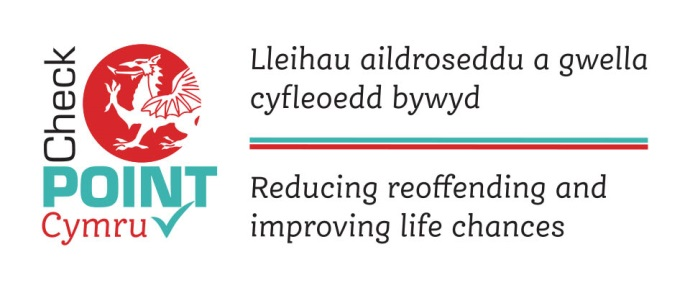 Check
POINT
Cymru
Lleihau aildroseddu a gwella
cyfleoedd bywyd
Reducing reoffending and
improving life chances